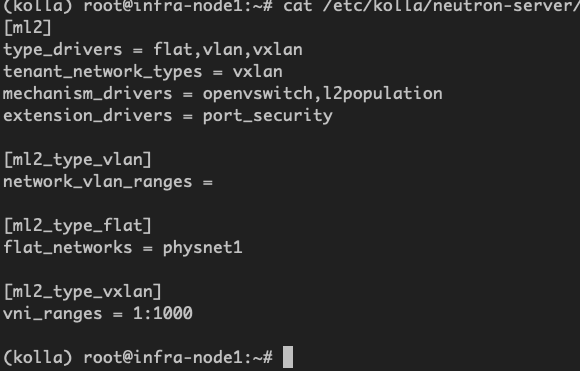 (kolla) root@infra-node1:~# cat /etc/kolla/neutron-server/
[ml2]
type_drivers = flat,vlan,vxlan
tenant_network_types = vxlan
mechanism_drivers = openvswitch,l2population
extension_drivers = port_security
[ml2_type_vlan]
network_vlan_ranges =
[ml2_type_flat]
flat_networks = physnet1
[ml2_type_vxlan]
vni_ranges = 1:1000
(kolla) root@infra-node1:~#